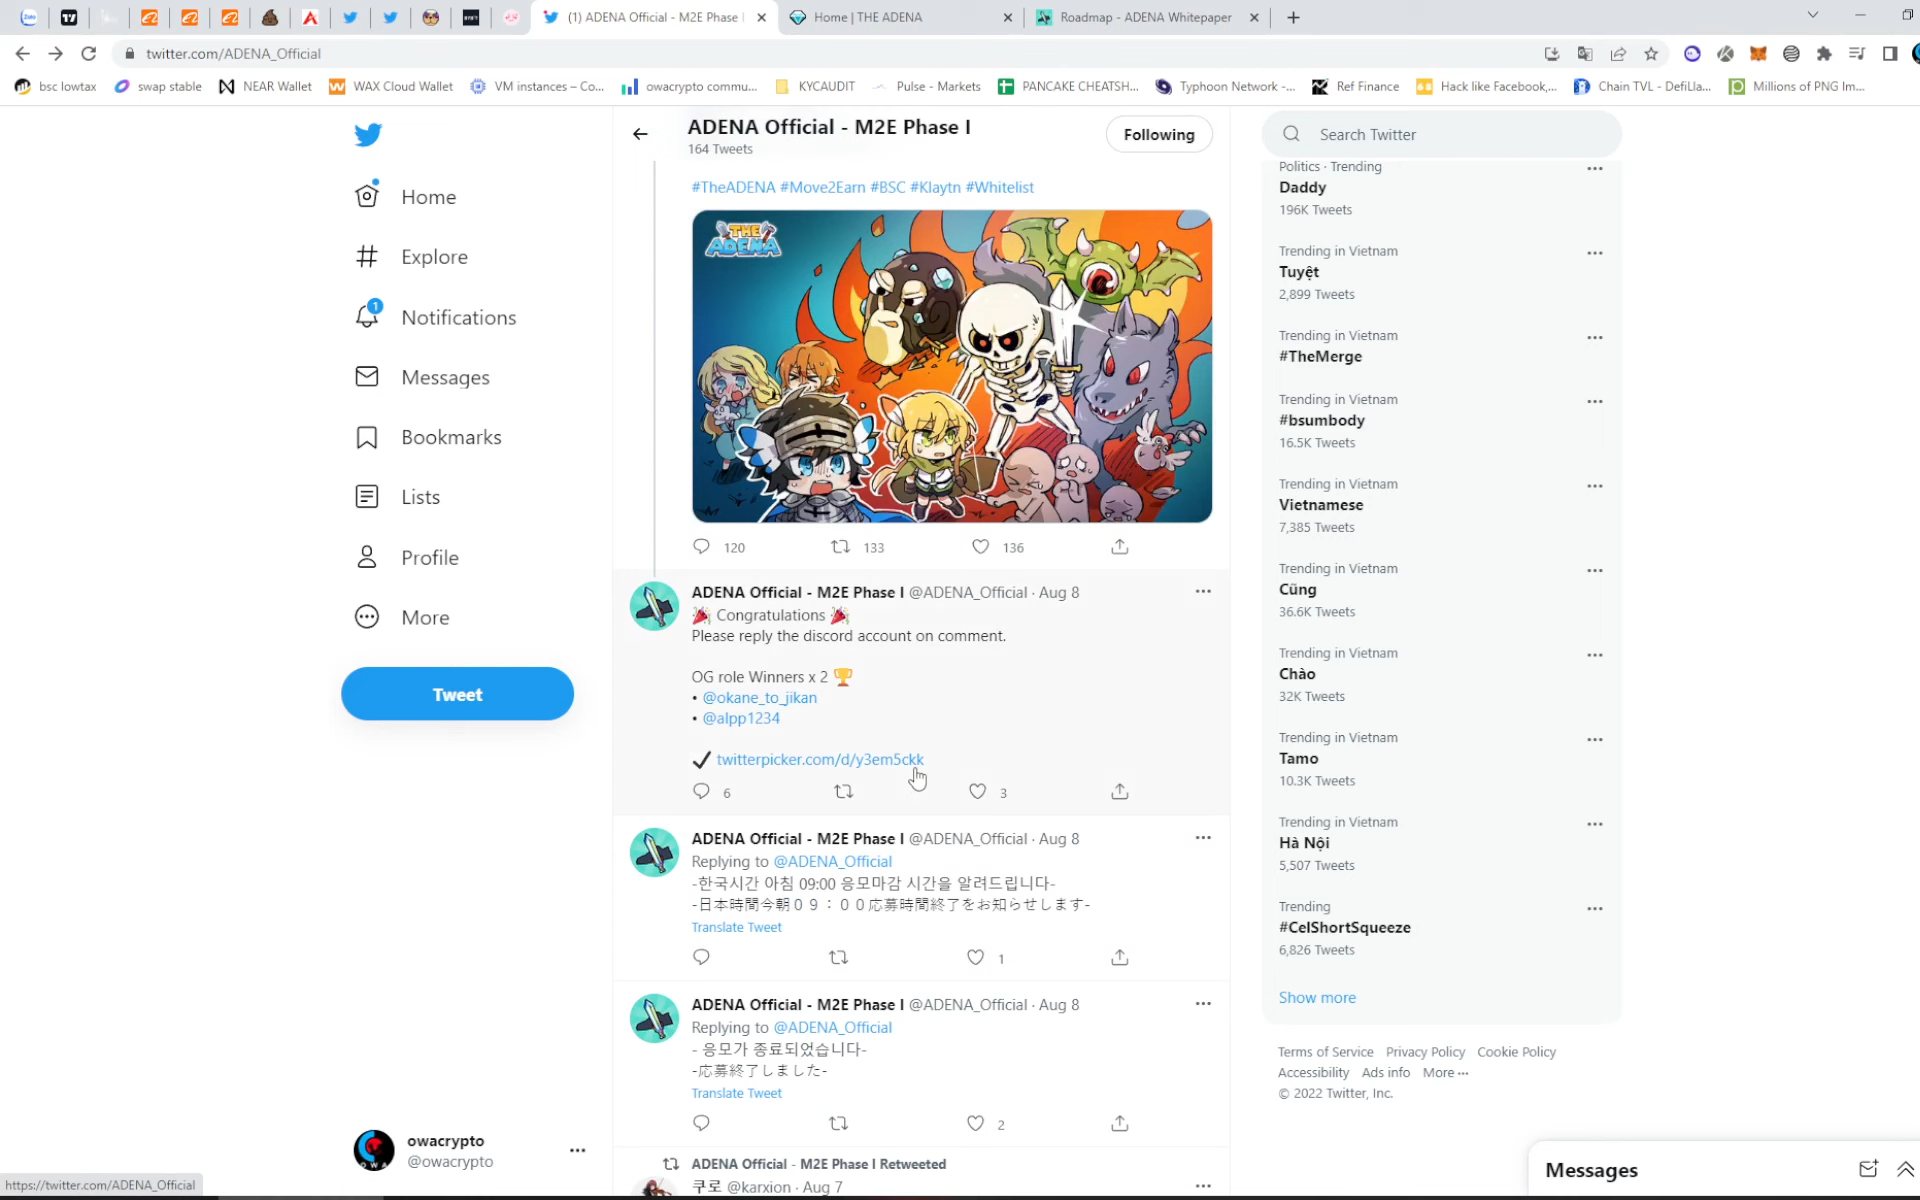 (1) ADENA Official - M2E Phase I
Home | THE ADENA
Roadmap - ADENA Whitepaper
twitter.com/ADENA_Official
bsc lowtax
swap stable
NEAR Wallet
WAX Cloud Wallet
VM instances – Co...
owacrypto commu...
KYCAUDIT
Pulse - Markets
PANCAKE CHEATSH...
Typhoon Network -...
Ref Finance
Hack like Facebook,...
Chain TVL - DefiLla...
Millions of PNG Im...
Home
Explore
1
Notifications
Messages
Bookmarks
Lists
Profile
More
Tweet
owacrypto
@owacrypto
https://twitter.com/ADENA_Official
ADENA Official - M2E Phase I
164 Tweets
Following
#TheADENA #Move2Earn #BSC #Klaytn #Whitelist
THE
ADENA
120 133 136
ADENA Official - M2E Phase I @ADENA_Official · Aug 8
🎉 Congratulations 🎉
Please reply the discord account on comment.
OG role Winners x 2 🏆
• @okane_to_jikan
• @alpp1234
✔ twitterpicker.com/d/y3em5ckk
6 3
ADENA Official - M2E Phase I @ADENA_Official · Aug 8
Replying to @ADENA_Official
-한국시간 아침 09:00 응모마감 시간을 알려드립니다-
-日本時間今朝０９：００応募時間終了をお知らせします-
Translate Tweet
1
ADENA Official - M2E Phase I @ADENA_Official · Aug 8
Replying to @ADENA_Official
- 응모가 종료되었습니다-
-応募終了しました-
Translate Tweet
2
ADENA Official - M2E Phase I Retweeted
쿠로 @karxion · Aug 7
Search Twitter
Politics · Trending
Daddy
196K Tweets
Trending in Vietnam
Tuyệt
2,899 Tweets
Trending in Vietnam
#TheMerge
Trending in Vietnam
#bsumbody
16.5K Tweets
Trending in Vietnam
Vietnamese
7,385 Tweets
Trending in Vietnam
Cũng
36.6K Tweets
Trending in Vietnam
Chào
32K Tweets
Trending in Vietnam
Tamo
10.3K Tweets
Trending in Vietnam
Hà Nội
5,507 Tweets
Trending
#CelShortSqueeze
6,826 Tweets
Show more
Terms of Service Privacy Policy Cookie Policy
Accessibility Ads info More ···
© 2022 Twitter, Inc.
Messages